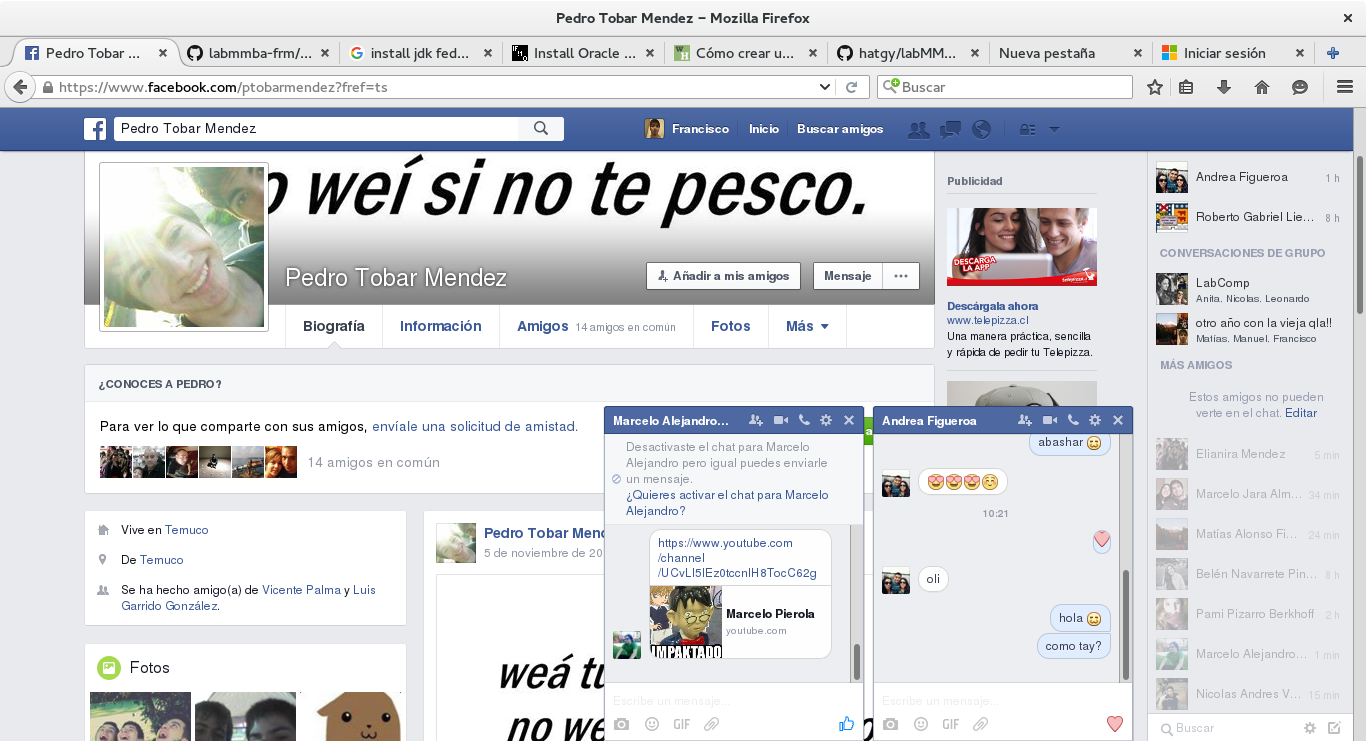 Pedro Tobar Mendez – Mozilla Firefox
Pedro Tobar ...
labmmba-frm/...
install jdk fed...
Install Oracle ...
Cómo crear u...
hatgy/labMM...
Nueva pestaña
Iniciar sesión
https://www.facebook.com/ptobarmendez?fref=ts
Buscar
Pedro Tobar Mendez
Francisco
Inicio
Buscar amigos
o weí si no te pesco.
Pedro Tobar Mendez
Añadir a mis amigos
Mensaje
Biografía
Información
Amigos 14 amigos en común
Fotos
Más
¿CONOCES A PEDRO?
Para ver lo que comparte con sus amigos, envíale una solicitud de amistad.
14 amigos en común
Vive en Temuco
De Temuco
Se ha hecho amigo(a) de Vicente Palma y Luis
Garrido González.
Fotos
Pedro Tobar Men
5 de noviembre de 20
weá tu
no we
o pesco
Publicidad
DESCARGA
LA APP
telepizza.cl
Descárgala ahora
www.telepizza.cl
Una manera práctica, sencilla
y rápida de pedir tu Telepizza.
Marcelo Alejandro...
Desactivaste el chat para Marcelo
Alejandro pero igual puedes enviarle
un mensaje.
¿Quieres activar el chat para Marcelo
Alejandro?
https://www.youtube.com
/channel
/UCvLI5IEz0tccnIH8TocC62g
IMPAKTADO
Marcelo Pierola
youtube.com
Escribe un mensaje...
GIF
Andrea Figueroa
abashar
10:21
oli
hola
como tay?
Escribe un mensaje...
GIF
Andrea Figueroa 1 h
Roberto Gabriel Lie... 8 h
CONVERSACIONES DE GRUPO
LabComp
Anita, Nicolas, Leonardo
otro año con la vieja qla!!
Matías, Manuel, Francisco
MÁS AMIGOS
Estos amigos no pueden
verte en el chat. Editar
Elianira Mendez 5 min
Marcelo Jara Alm... 34 min
Matías Alonso Fi... 24 min
Belén Navarrete Pin... 8 h
Pami Pizarro Berkhoff 2 h
Marcelo Alejandro... 1 min
Nicolas Andres V... 15 min
Buscar